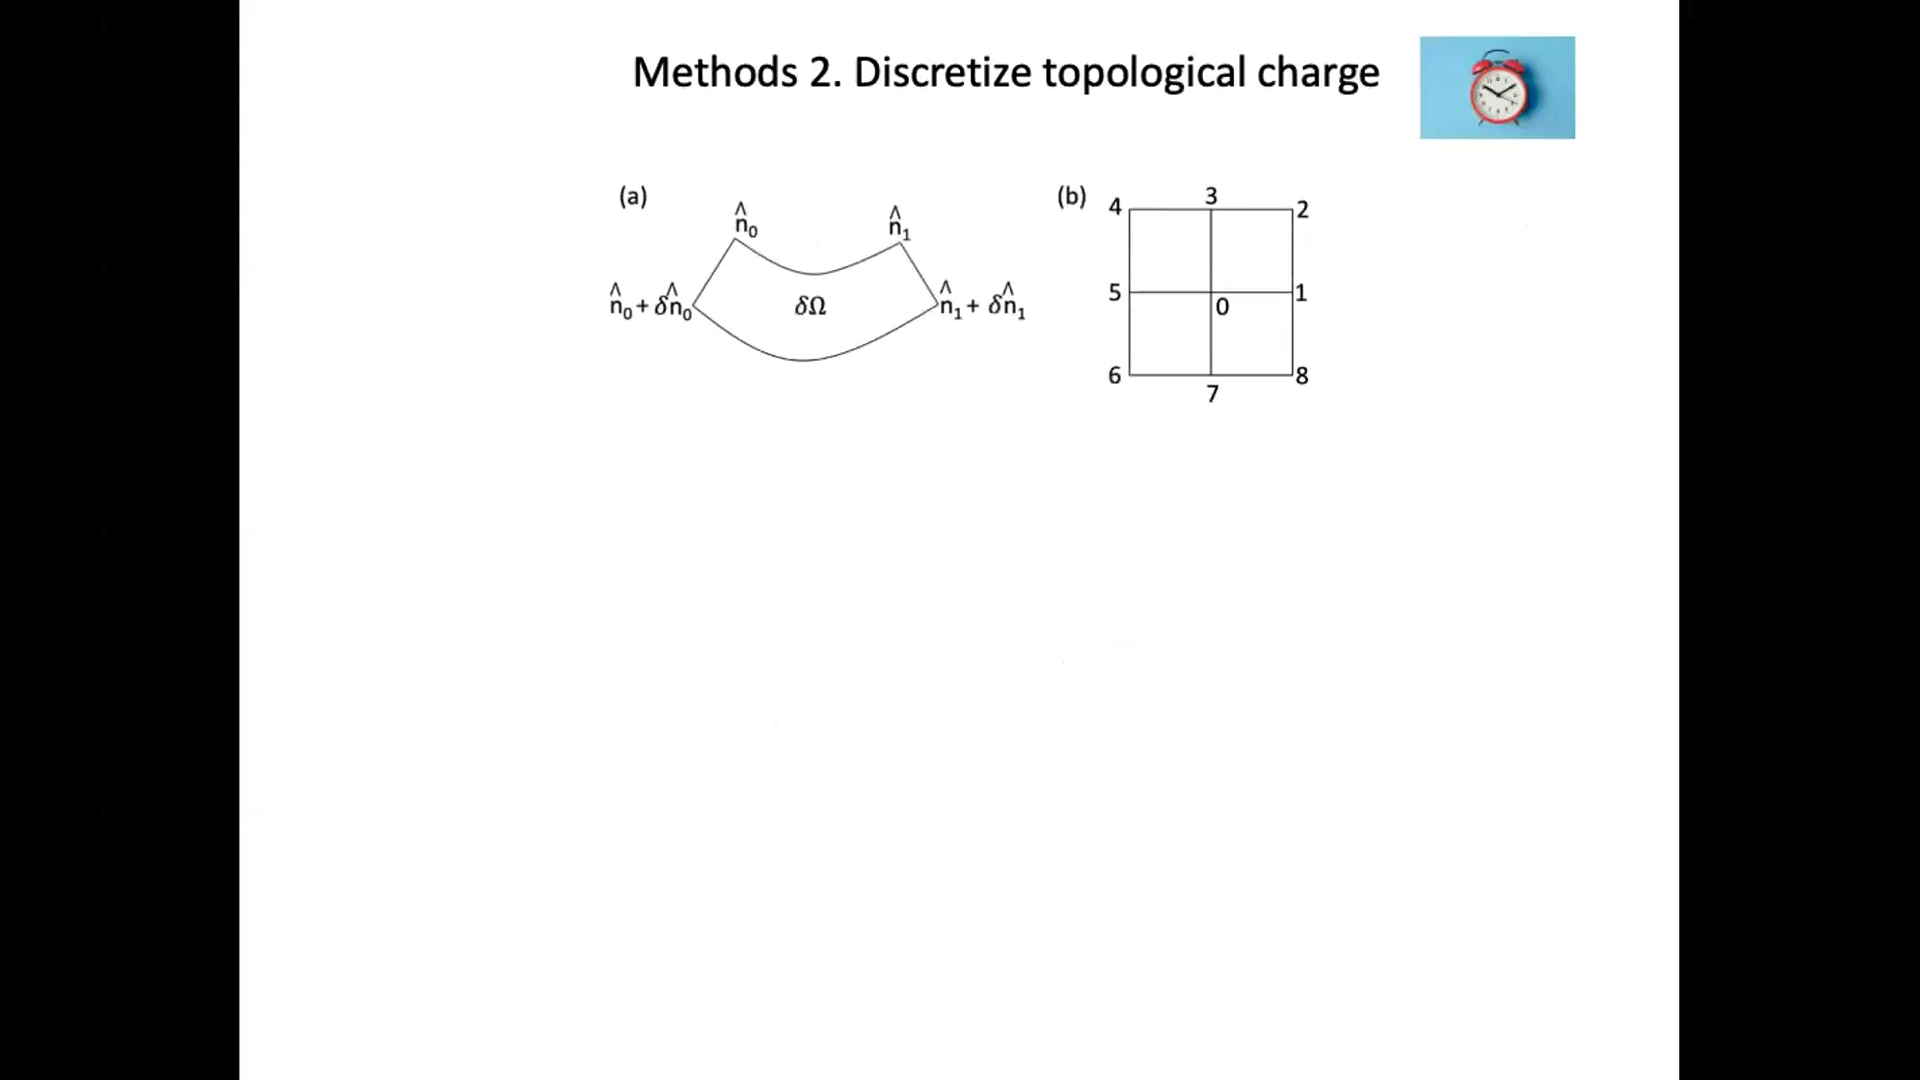 Methods 2. Discretize topological charge
(a)
n̂₀
n̂₁
n̂₀ + δn̂₀
δΩ
n̂₁ + δn̂₁
(b)
4
3
2
5
0
1
6
7
8